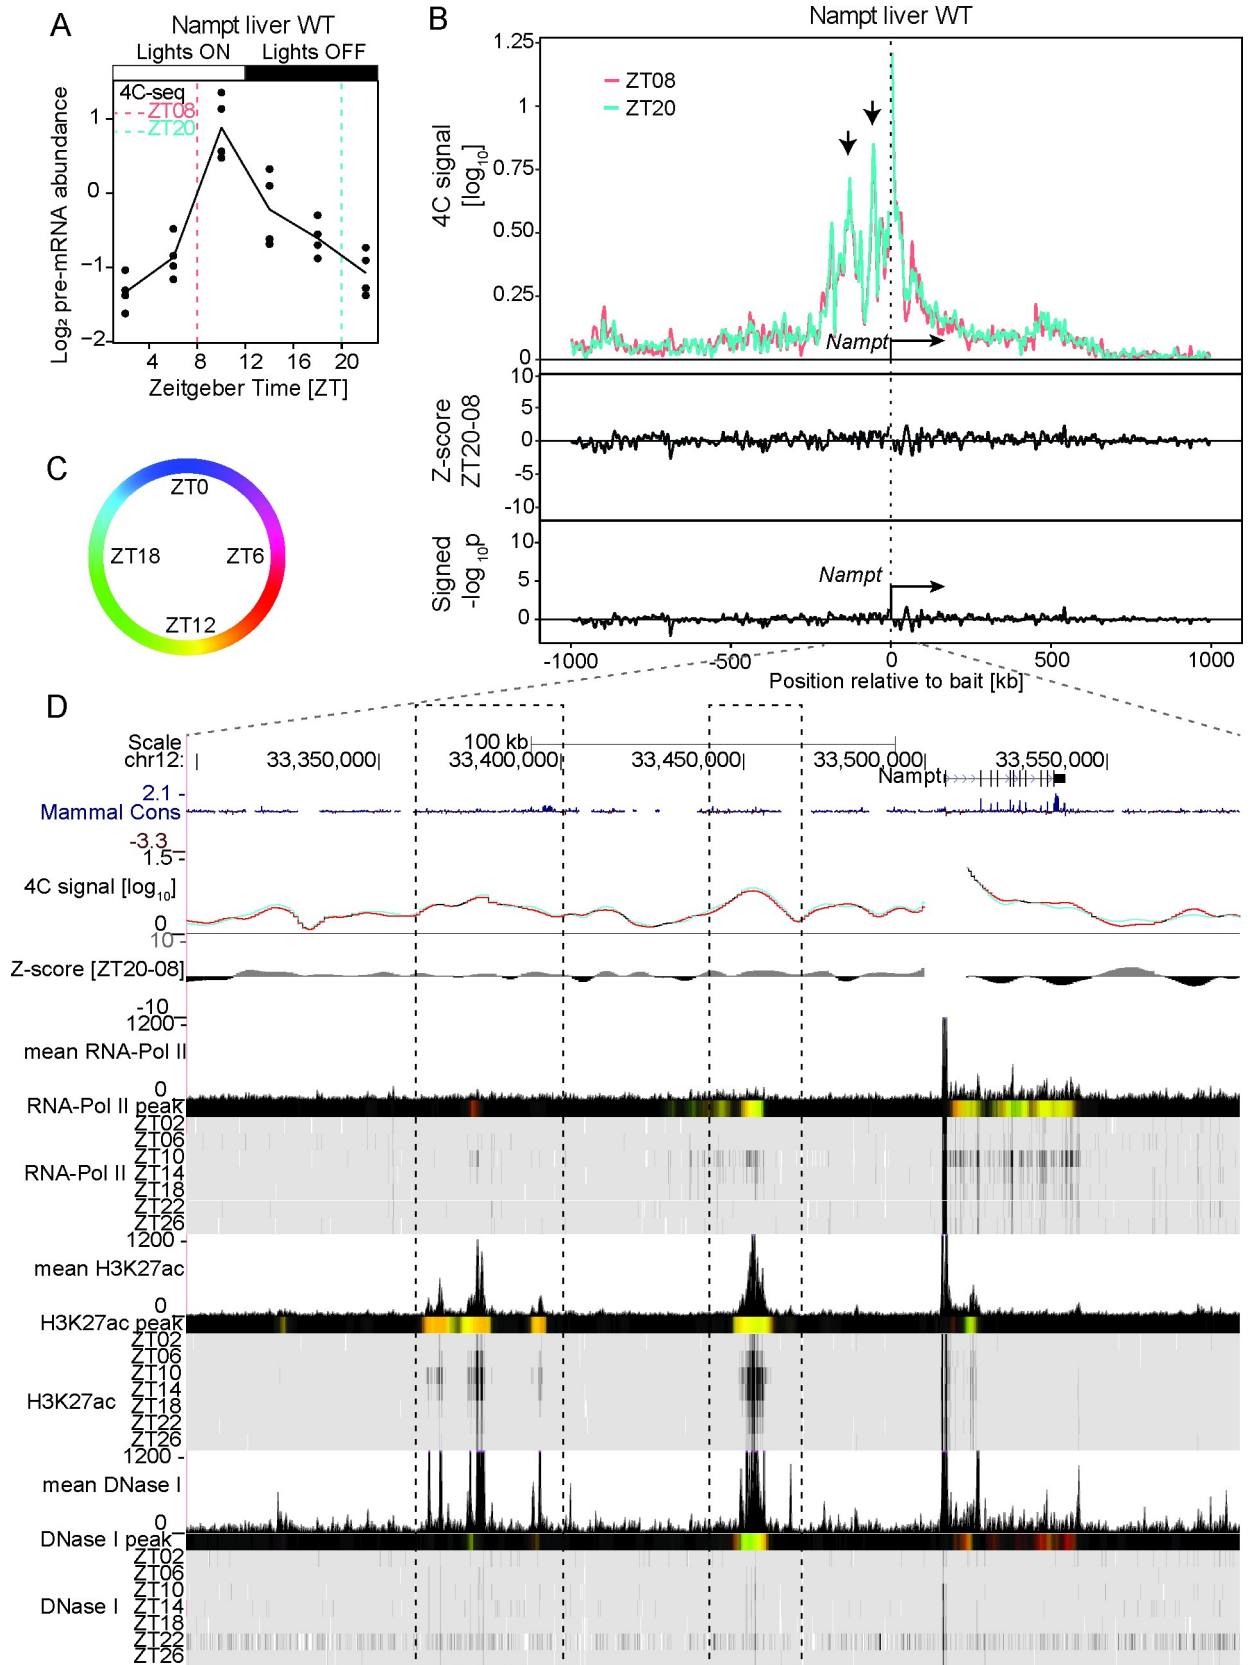 A
Nampt liver WT
Lights ON Lights OFF
4C-seq
ZT08
ZT20
Log₂ pre-mRNA abundance
1
0
−1
−2
4 8 12 16 20
Zeitgeber Time [ZT]
B
Nampt liver WT
ZT08
ZT20
4C signal
[log₁₀]
1.25
1
0.75
0.50
0.25
0
Nampt
Z-score
ZT20-08
10
5
0
-5
-10
Signed
-log₁₀p
10
5
0
Nampt
-1000 -500 0 500 1000
Position relative to bait [kb]
C
ZT0
ZT18 ZT6
ZT12
D
Scale 100 kb
chr12: 33,350,000| 33,400,000| 33,450,000| 33,500,000| 33,550,000|
Nampt
2.1 -
Mammal Cons
-3.3 _
1.5 -
4C signal [log₁₀]
0 _
10 -
Z-score [ZT20-08]
-10 _
1200 -
mean RNA-Pol II
0 _
RNA-Pol II peak
ZT02
ZT06
ZT10
RNA-Pol II ZT14
ZT18
ZT22
ZT26
1200 -
mean H3K27ac
0 _
H3K27ac peak
ZT02
ZT06
ZT10
ZT14
H3K27ac ZT18
ZT22
ZT26
1200 -
mean DNase I
0 _
DNase I peak
ZT02
ZT06
ZT10
DNase I ZT14
ZT18
ZT22
ZT26